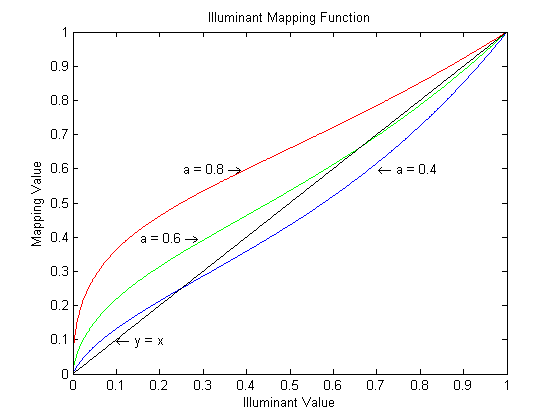 Illuminant Mapping Function
Mapping Value
1
0.9
0.8
0.7
0.6
0.5
0.4
0.3
0.2
0.1
0
a = 0.8 →
← a = 0.4
a = 0.6 →
← y = x
0 0.1 0.2 0.3 0.4 0.5 0.6 0.7 0.8 0.9 1
Illuminant Value